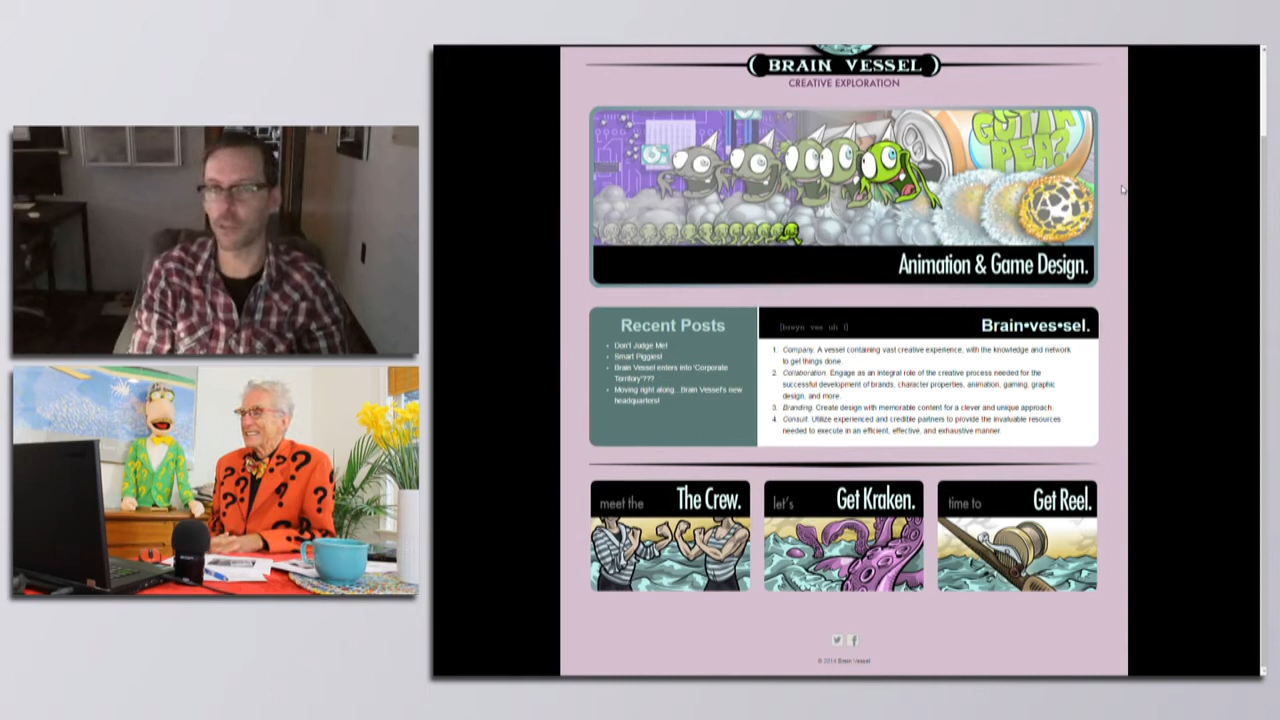 BRAIN VESSEL
CREATIVE EXPLORATION
GOTTA
PEA?
Animation & Game Design.
Recent Posts
Don't Judge Me!
Smart Piggies!
Brain Vessel enters into 'Corporate
Territory'???
Moving right along...Brain Vessel's new
headquarters!
Brain•ves•sel.
1. Company. A vessel containing vast creative experience, with the knowledge and network
to get things done.
2. Collaboration. Engage as an integral role of the creative process needed for the
successful development of brands, character properties, animation, gaming, graphic
design, and more.
3. Branding. Create design with memorable content for a clever and unique approach.
4. Consult. Utilize experienced and credible partners to provide the invaluable resources
needed to execute in an efficient, effective, and exhaustive manner.
meet the The Crew.
let's Get Kraken.
time to Get Reel.
© 2014 Brain Vessel